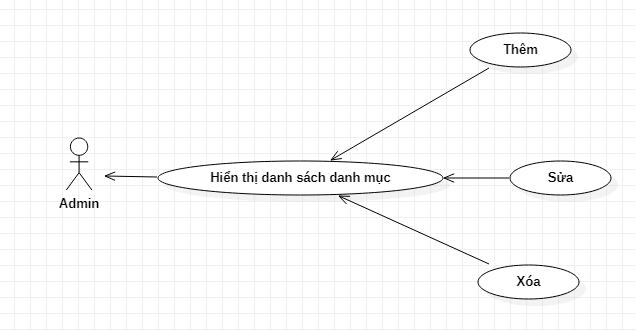 Thêm
Hiển thị danh sách danh mục
Sửa
Admin
Xóa